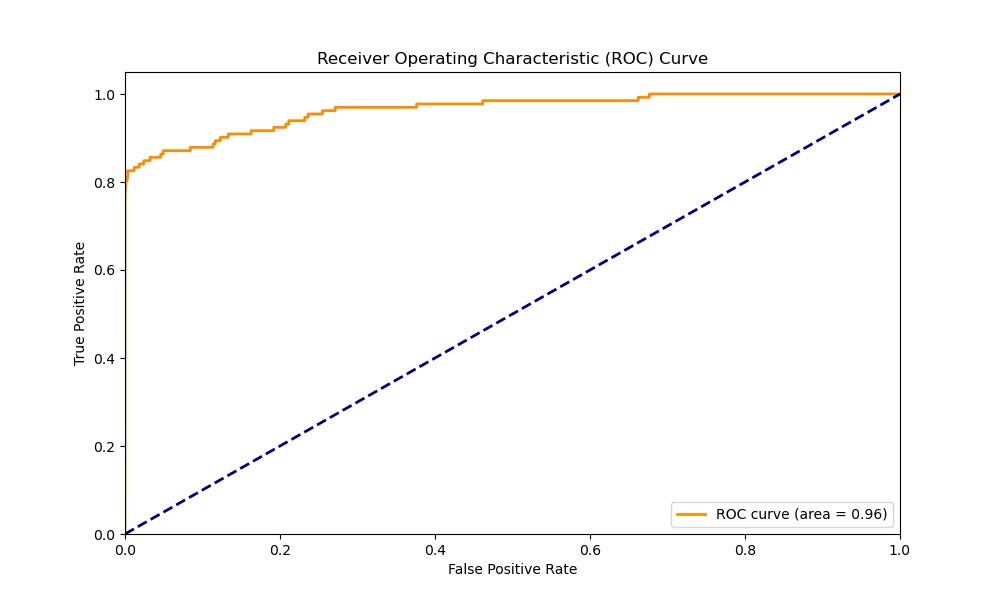 Receiver Operating Characteristic (ROC) Curve
1.0
0.8
0.6
0.4
0.2
0.0
True Positive Rate
ROC curve (area = 0.96)
0.0 0.2 0.4 0.6 0.8 1.0
False Positive Rate